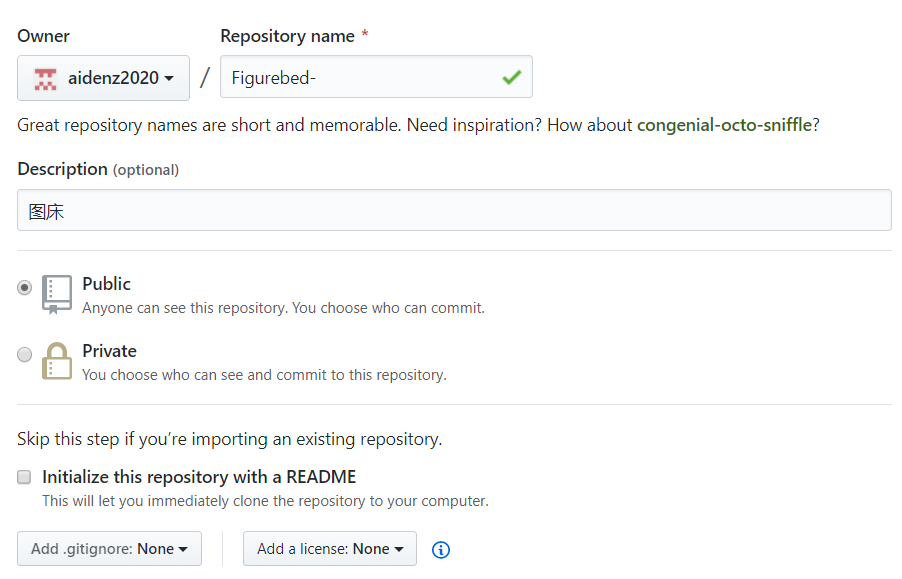 Owner Repository name *
aidenz2020 / Figurebed-
Great repository names are short and memorable. Need inspiration? How about congenial-octo-sniffle?
Description (optional)
图床
Public
Anyone can see this repository. You choose who can commit.
Private
You choose who can see and commit to this repository.
Skip this step if you’re importing an existing repository.
Initialize this repository with a README
This will let you immediately clone the repository to your computer.
Add .gitignore: None Add a license: None